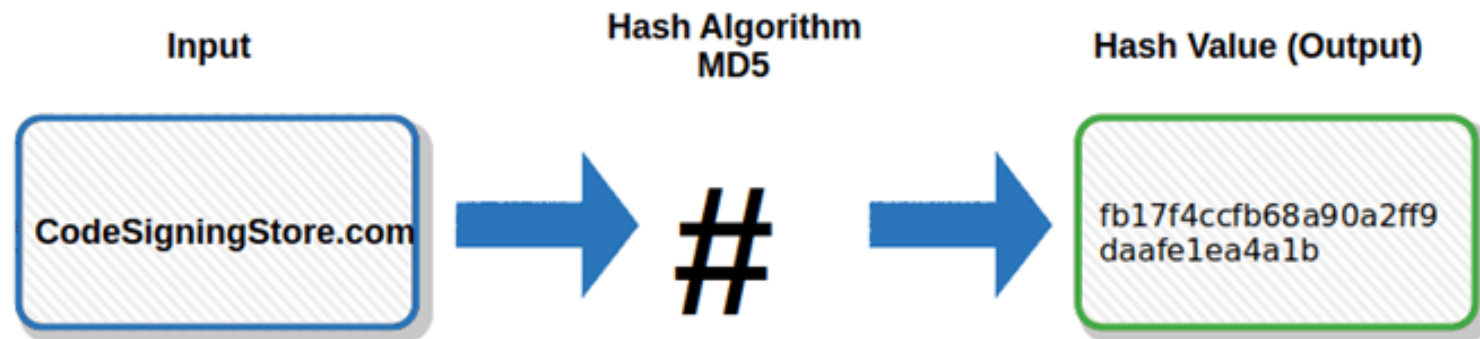 Input
Hash Algorithm
MD5
Hash Value (Output)
CodeSigningStore.com
#
fb17f4ccfb68a90a2ff9
daafe1ea4a1b